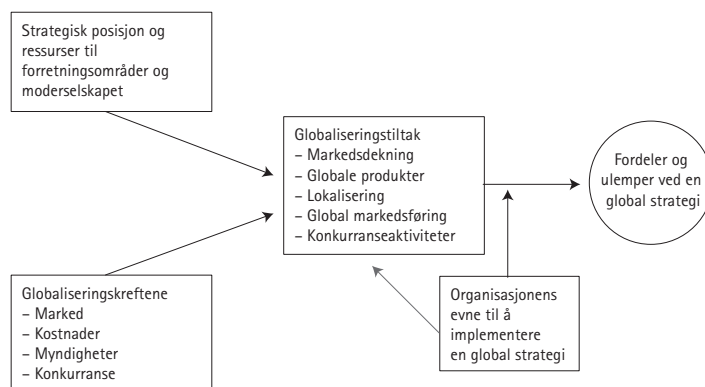 Strategisk posisjon og
ressurser til
forretningsområder og
moderselskapet
Globaliseringstiltak
– Markedsdekning
– Globale produkter
– Lokalisering
– Global markedsføring
– Konkurranseaktiviteter
Fordeler og
ulemper ved en
global strategi
Globaliseringskreftene
– Marked
– Kostnader
– Myndigheter
– Konkurranse
Organisasjonens
evne til å
implementere
en global strategi